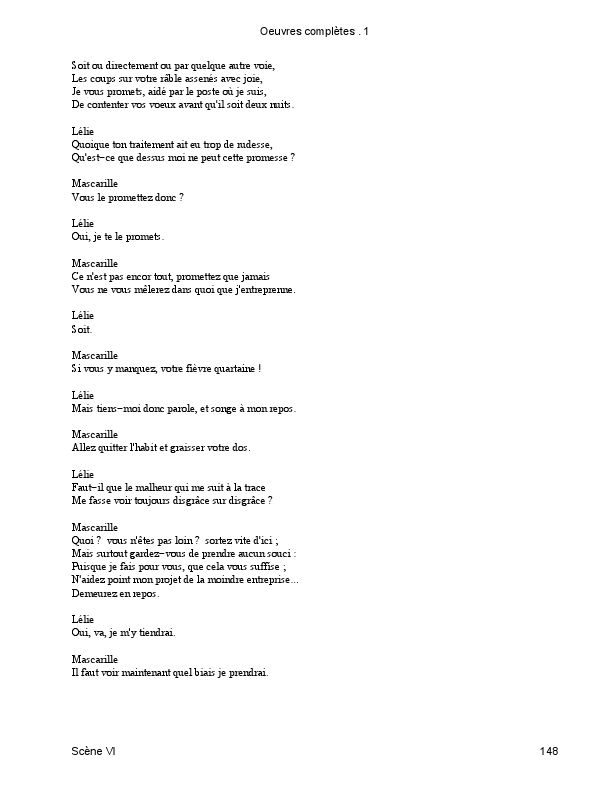 Oeuvres complètes . 1
Soit ou directement ou par quelque autre voie,
Les coups sur votre râble assenés avec joie,
Je vous promets, aidé par le poste où je suis,
De contenter vos voeux avant qu'il soit deux nuits.
Lélie
Quoique ton traitement ait eu trop de rudesse,
Qu'est−ce que dessus moi ne peut cette promesse ?
Mascarille
Vous le promettez donc ?
Lélie
Oui, je te le promets.
Mascarille
Ce n'est pas encor tout, promettez que jamais
Vous ne vous mêlerez dans quoi que j'entreprenne.
Lélie
Soit.
Mascarille
Si vous y manquez, votre fièvre quartaine !
Lélie
Mais tiens−moi donc parole, et songe à mon repos.
Mascarille
Allez quitter l'habit et graisser votre dos.
Lélie
Faut−il que le malheur qui me suit à la trace
Me fasse voir toujours disgrâce sur disgrâce ?
Mascarille
Quoi ? vous n'êtes pas loin ? sortez vite d'ici ;
Mais surtout gardez−vous de prendre aucun souci :
Puisque je fais pour vous, que cela vous suffise ;
N'aidez point mon projet de la moindre entreprise...
Demeurez en repos.
Lélie
Oui, va, je m'y tiendrai.
Mascarille
Il faut voir maintenant quel biais je prendrai.
Scène VI
148